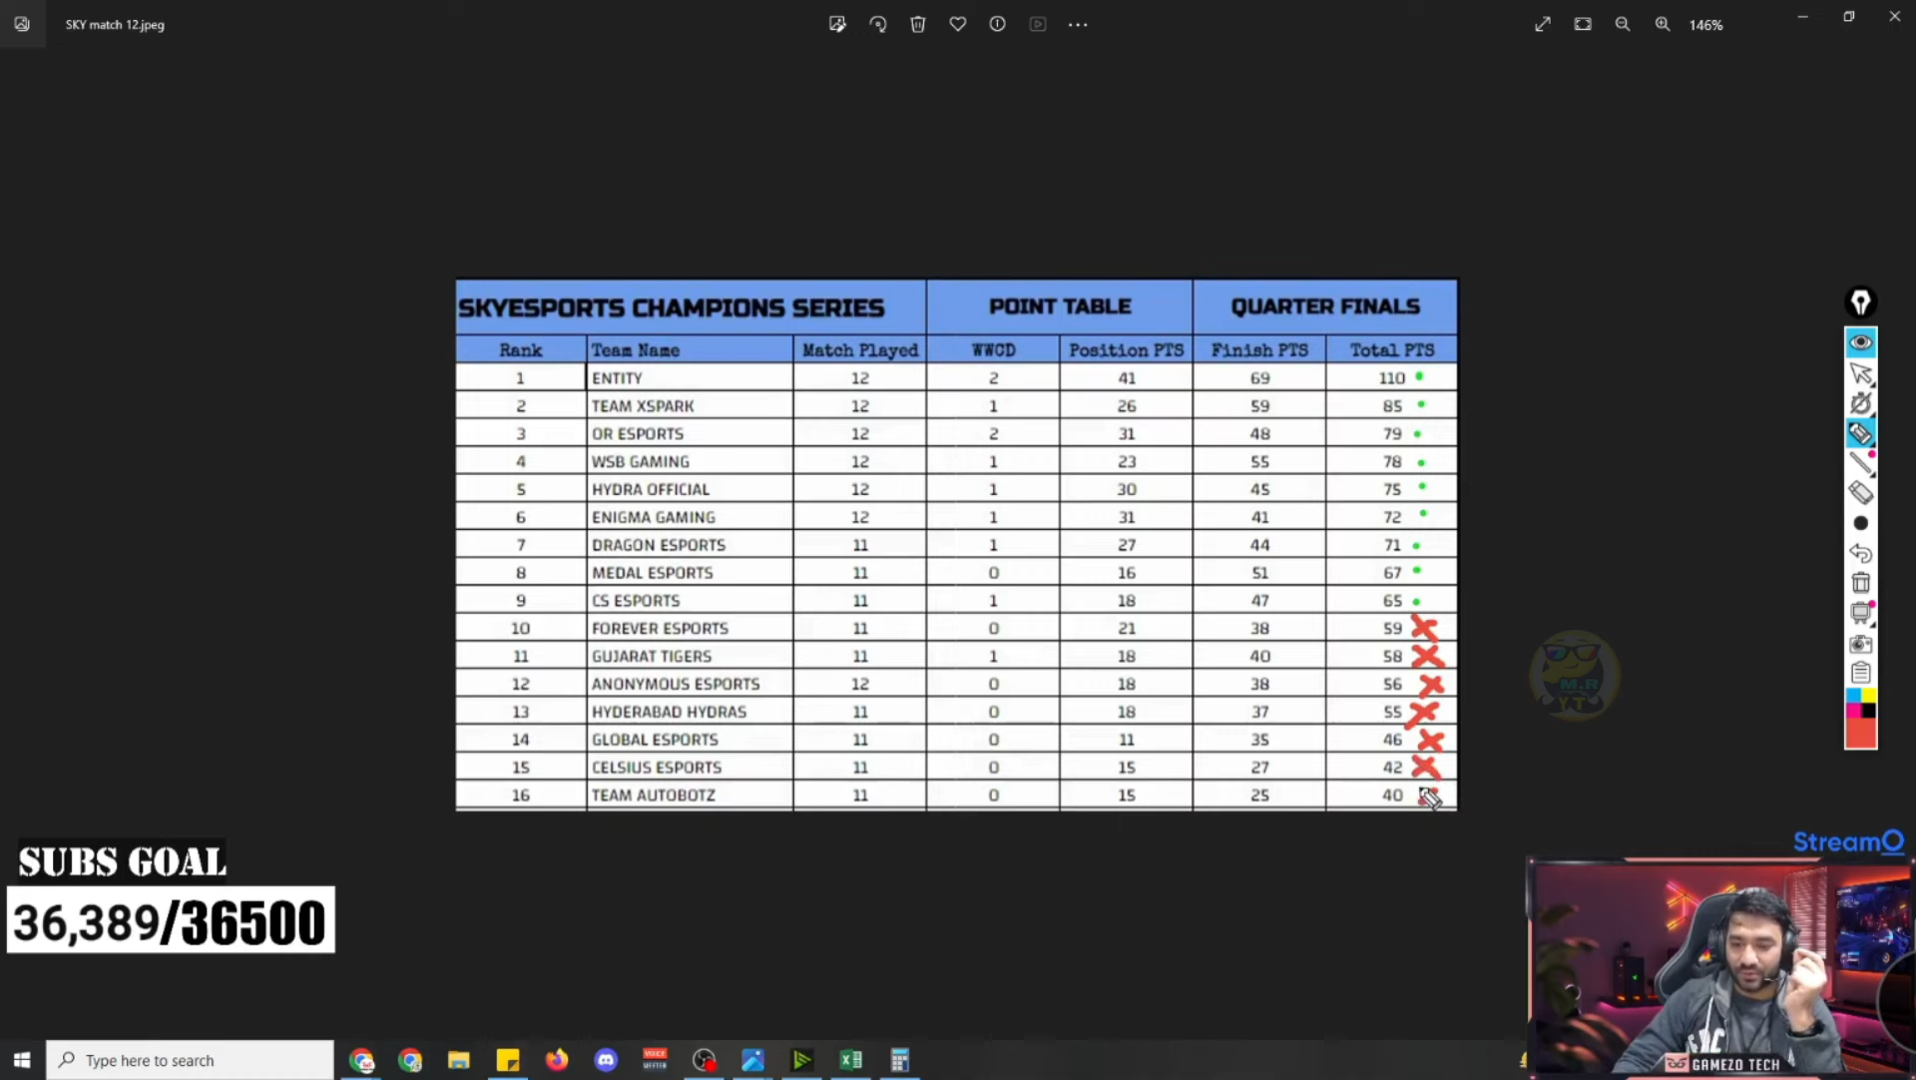 SKY match 12.jpeg
146%
SKYESPORTS CHAMPIONS SERIES POINT TABLE QUARTER FINALS
Rank Team Name Match Played WWCD Position PTS Finish PTS Total PTS
1 ENTITY 12 2 41 69 110
2 TEAM XSPARK 12 1 26 59 85
3 OR ESPORTS 12 2 31 48 79
4 WSB GAMING 12 1 23 55 78
5 HYDRA OFFICIAL 12 1 30 45 75
6 ENIGMA GAMING 12 1 31 41 72
7 DRAGON ESPORTS 11 1 27 44 71
8 MEDAL ESPORTS 11 0 16 51 67
9 CS ESPORTS 11 1 18 47 65
10 FOREVER ESPORTS 11 0 21 38 59
11 GUJARAT TIGERS 11 1 18 40 58
12 ANONYMOUS ESPORTS 12 0 18 38 56
13 HYDERABAD HYDRAS 11 0 18 37 55
14 GLOBAL ESPORTS 11 0 11 35 46
15 CELSIUS ESPORTS 11 0 15 27 42
16 TEAM AUTOBOTZ 11 0 15 25 40
M.R
YT
StreamO
SUBS GOAL
36,389/36500
GAMEZO TECH
Type here to search